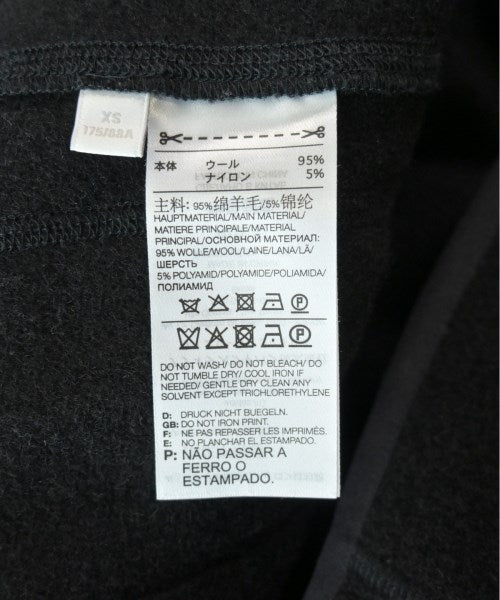 XS
175/88A
本体 ウール 95%
ナイロン 5%
主料: 95%绵羊毛/5%锦纶
HAUPTMATERIAL/MAIN MATERIAL/
MATIERE PRINCIPALE/MATERIAL
PRINCIPAL/ОСНОВНОЙ МАТЕРИАЛ:
95% WOLLE/WOOL/LAINE/LANA/LÃ/
ШЕРСТЬ
5% POLYAMID/POLYAMIDE/POLIAMIDA/
ПОЛИАМИД
DO NOT WASH/ DO NOT BLEACH/ DO
NOT TUMBLE DRY/ COOL IRON IF
NEEDED/ GENTLE DRY CLEAN ANY
SOLVENT EXCEPT TRICHLORETHYLENE
D: DRUCK NICHT BUEGELN.
GB: DO NOT IRON PRINT.
F: NE PAS REPASSER LES IMPRIMÉS.
E: NO PLANCHAR EL ESTAMPADO.
P: NÃO PASSAR A
FERRO O
ESTAMPADO.